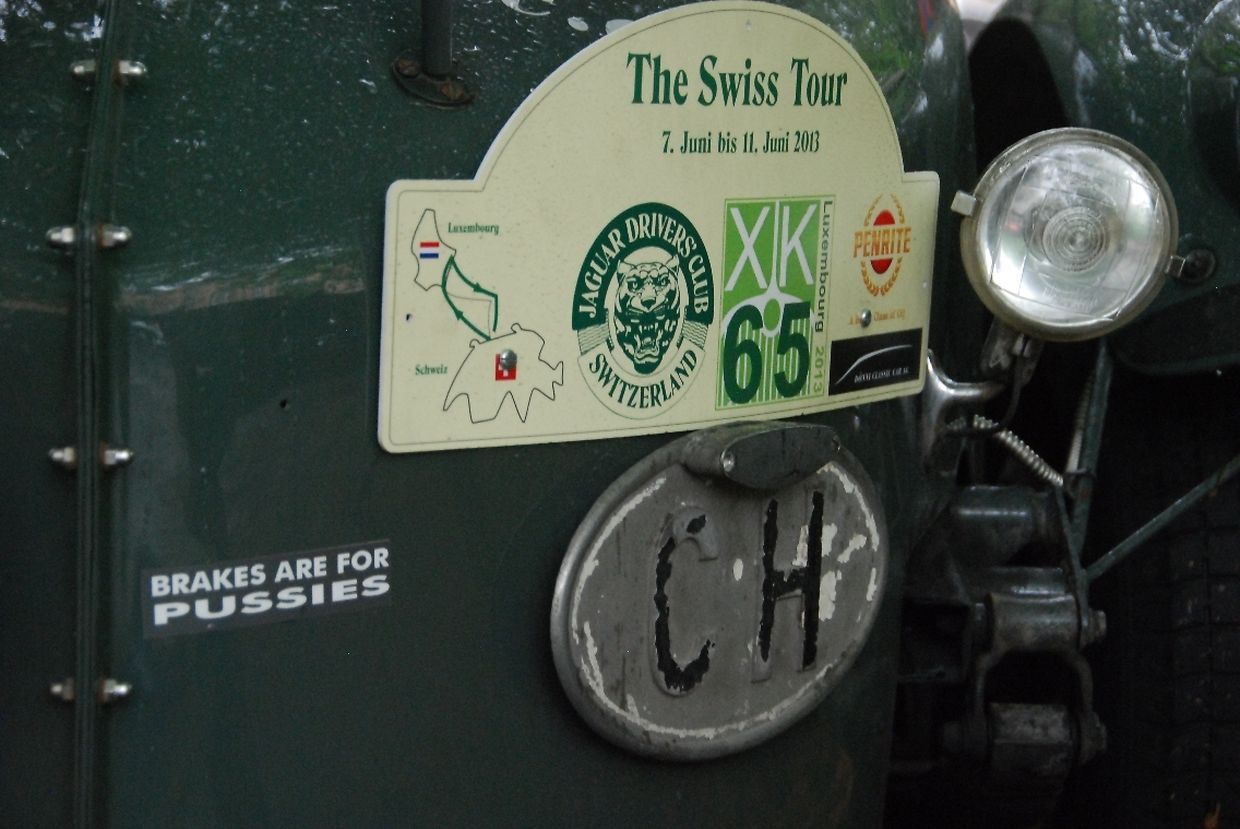 The Swiss Tour
7. Juni bis 11. Juni 2013
Luxembourg
Schweiz
JAGUAR DRIVERS' CLUB
SWITZERLAND
XK
65
Luxembourg 2013
PENRITE
BRAKES ARE FOR
PUSSIES
CH